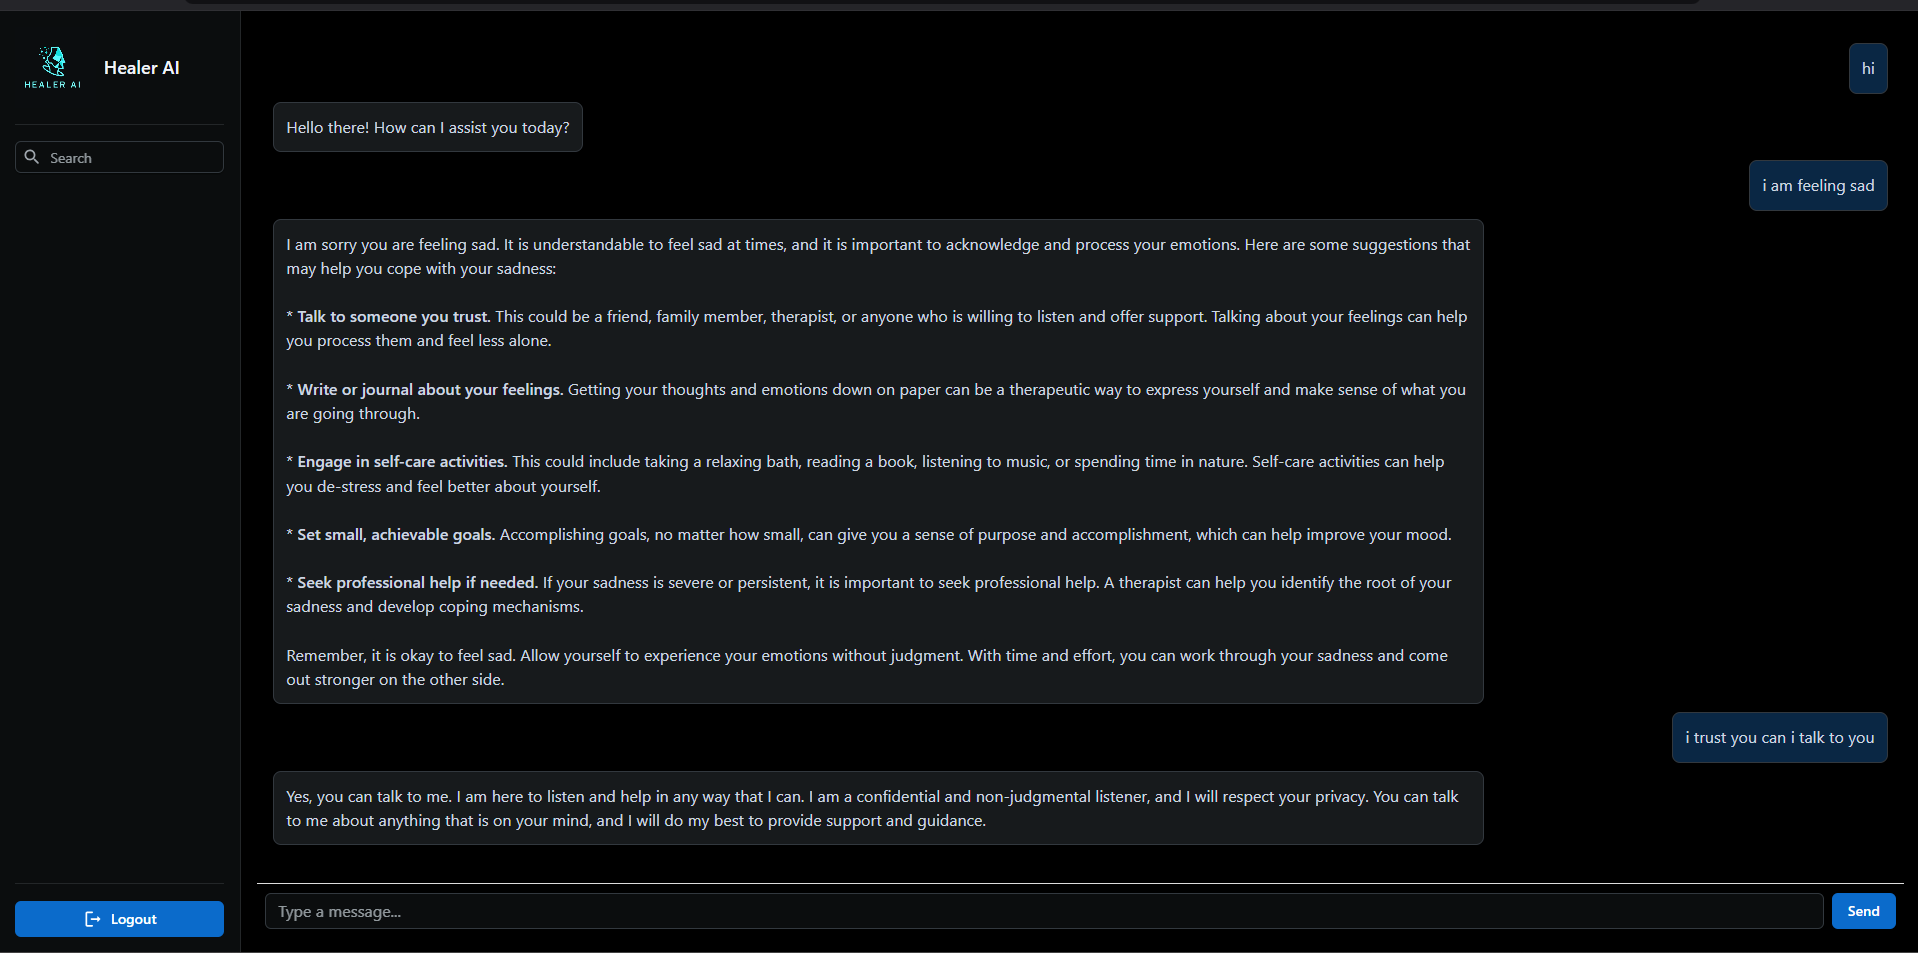 HEALER AI
Healer AI
Search
hi
Hello there! How can I assist you today?
i am feeling sad
I am sorry you are feeling sad. It is understandable to feel sad at times, and it is important to acknowledge and process your emotions. Here are some suggestions that
may help you cope with your sadness:
* Talk to someone you trust. This could be a friend, family member, therapist, or anyone who is willing to listen and offer support. Talking about your feelings can help
you process them and feel less alone.
* Write or journal about your feelings. Getting your thoughts and emotions down on paper can be a therapeutic way to express yourself and make sense of what you
are going through.
* Engage in self-care activities. This could include taking a relaxing bath, reading a book, listening to music, or spending time in nature. Self-care activities can help
you de-stress and feel better about yourself.
* Set small, achievable goals. Accomplishing goals, no matter how small, can give you a sense of purpose and accomplishment, which can help improve your mood.
* Seek professional help if needed. If your sadness is severe or persistent, it is important to seek professional help. A therapist can help you identify the root of your
sadness and develop coping mechanisms.
Remember, it is okay to feel sad. Allow yourself to experience your emotions without judgment. With time and effort, you can work through your sadness and come
out stronger on the other side.
i trust you can i talk to you
Yes, you can talk to me. I am here to listen and help in any way that I can. I am a confidential and non-judgmental listener, and I will respect your privacy. You can talk
to me about anything that is on your mind, and I will do my best to provide support and guidance.
Type a message...
Send
Logout